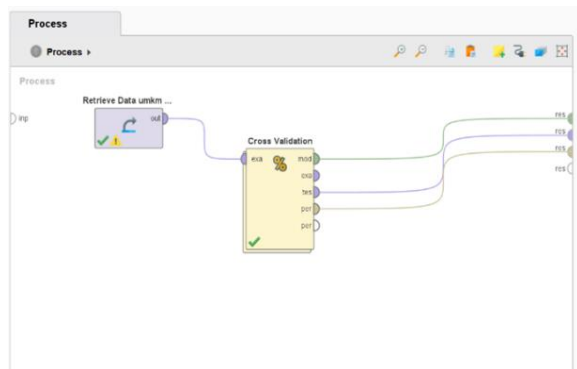 Process
Process
Process
inp
Retrieve Data umkm ...
out
Cross Validation
exa
mod
exa
tes
per
per
res
res
res
res